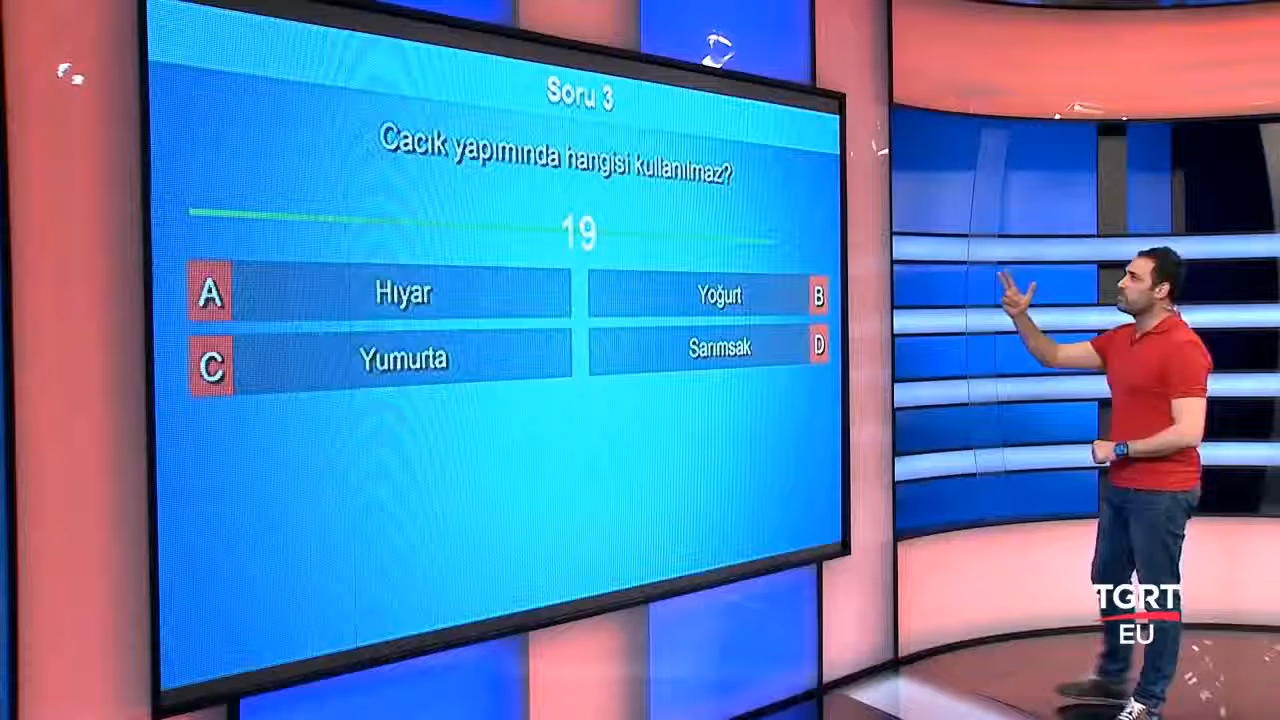 Soru 3
Cacık yapımında hangisi kullanılmaz?
19
A Hıyar
Yoğurt B
C Yumurta
Sarımsak D
TGRT
EU